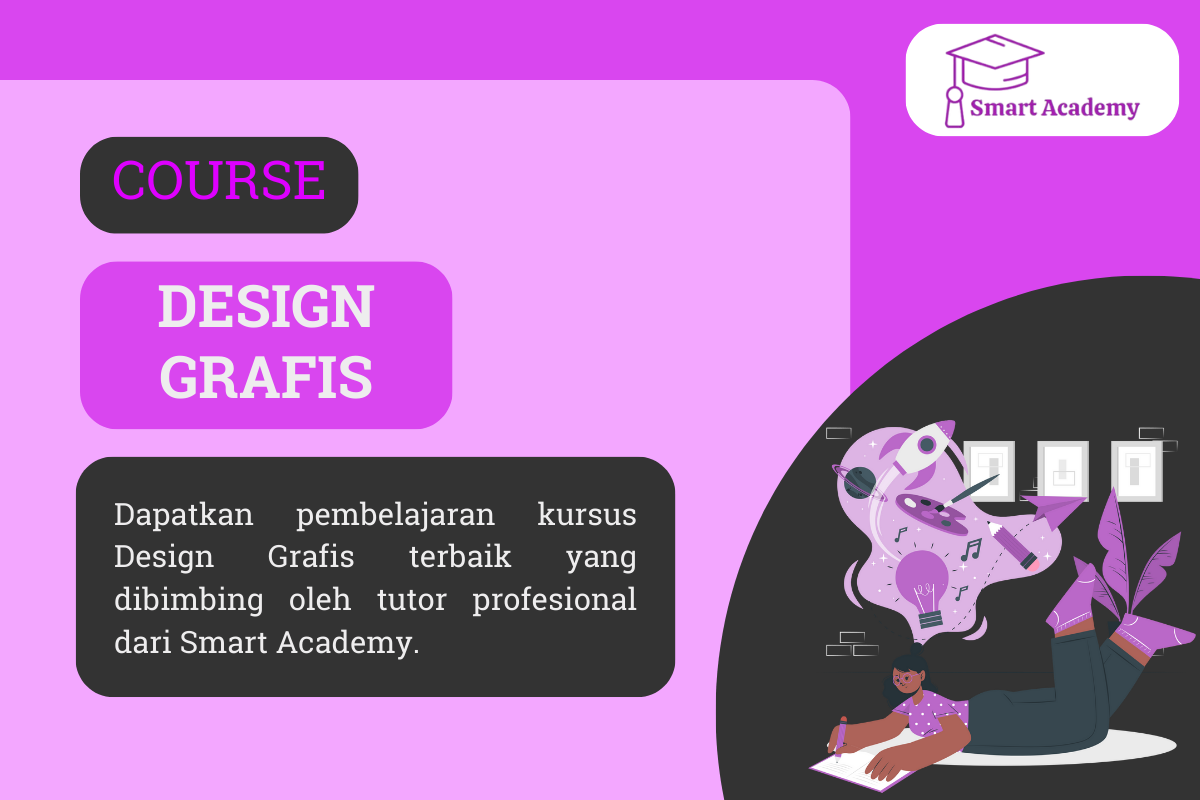 Smart Academy
COURSE
DESIGN
GRAFIS
Dapatkan pembelajaran kursus
Design Grafis terbaik yang
dibimbing oleh tutor profesional
dari Smart Academy.